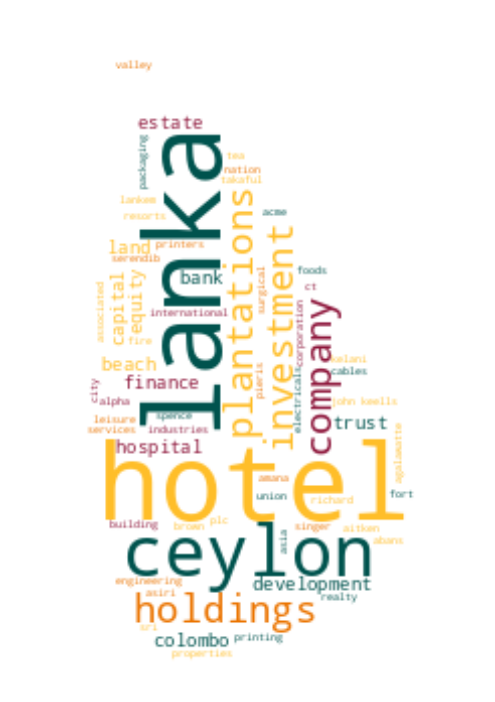 valley
estate
lanka
packaging
tea
nation
takaful
lankem
resorts
acme
plantations
land
printers
serendib
investment
bank
foods
surgical
ct
associated
capital
equity
international
company
corporation
fire
beach
kelani
cables
finance
pieris
electricals
city
alpha
john keells
spence
leisure
services
industries
trust
hospital
agalawatte
hotel
amana
union
richard
fort
building
brown
plc
singer
aitken
ceylon
asia
abans
engineering
development
asiri
realty
holdings
sri
colombo
printing
properties